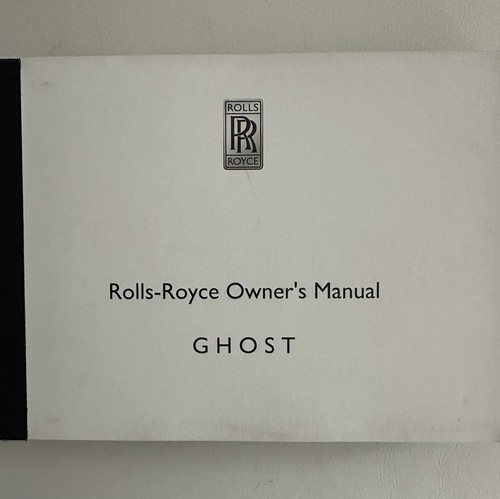 ROLLS
RR
ROYCE
Rolls-Royce Owner's Manual
GHOST